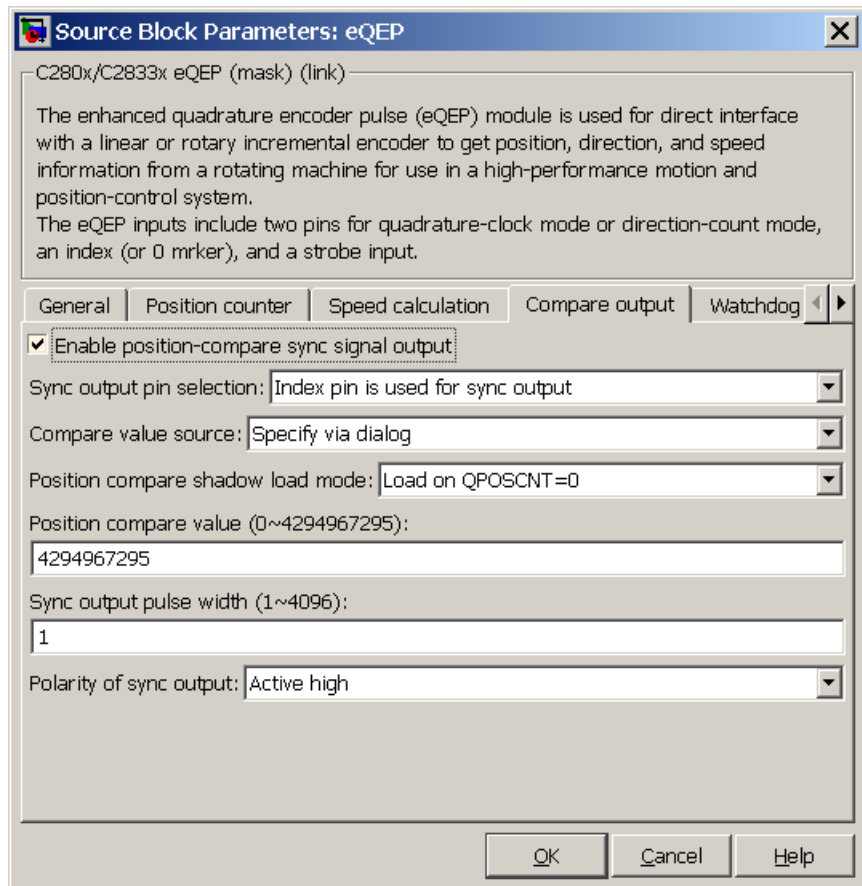 Source Block Parameters: eQEP
C280x/C2833x eQEP (mask) (link)
The enhanced quadrature encoder pulse (eQEP) module is used for direct interface
with a linear or rotary incremental encoder to get position, direction, and speed
information from a rotating machine for use in a high-performance motion and
position-control system.
The eQEP inputs include two pins for quadrature-clock mode or direction-count mode,
an index (or 0 mrker), and a strobe input.
General Position counter Speed calculation Compare output Watchdog
Enable position-compare sync signal output
Sync output pin selection: Index pin is used for sync output
Compare value source: Specify via dialog
Position compare shadow load mode: Load on QPOSCNT=0
Position compare value (0~4294967295):
4294967295
Sync output pulse width (1~4096):
1
Polarity of sync output: Active high
OK Cancel Help